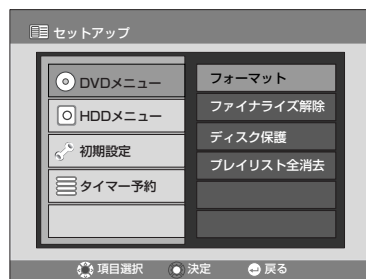 セットアップ
DVDメニュー
HDDメニュー
初期設定
タイマー予約
フォーマット
ファイナライズ解除
ディスク保護
プレイリスト全消去
項目選択 決定 戻る